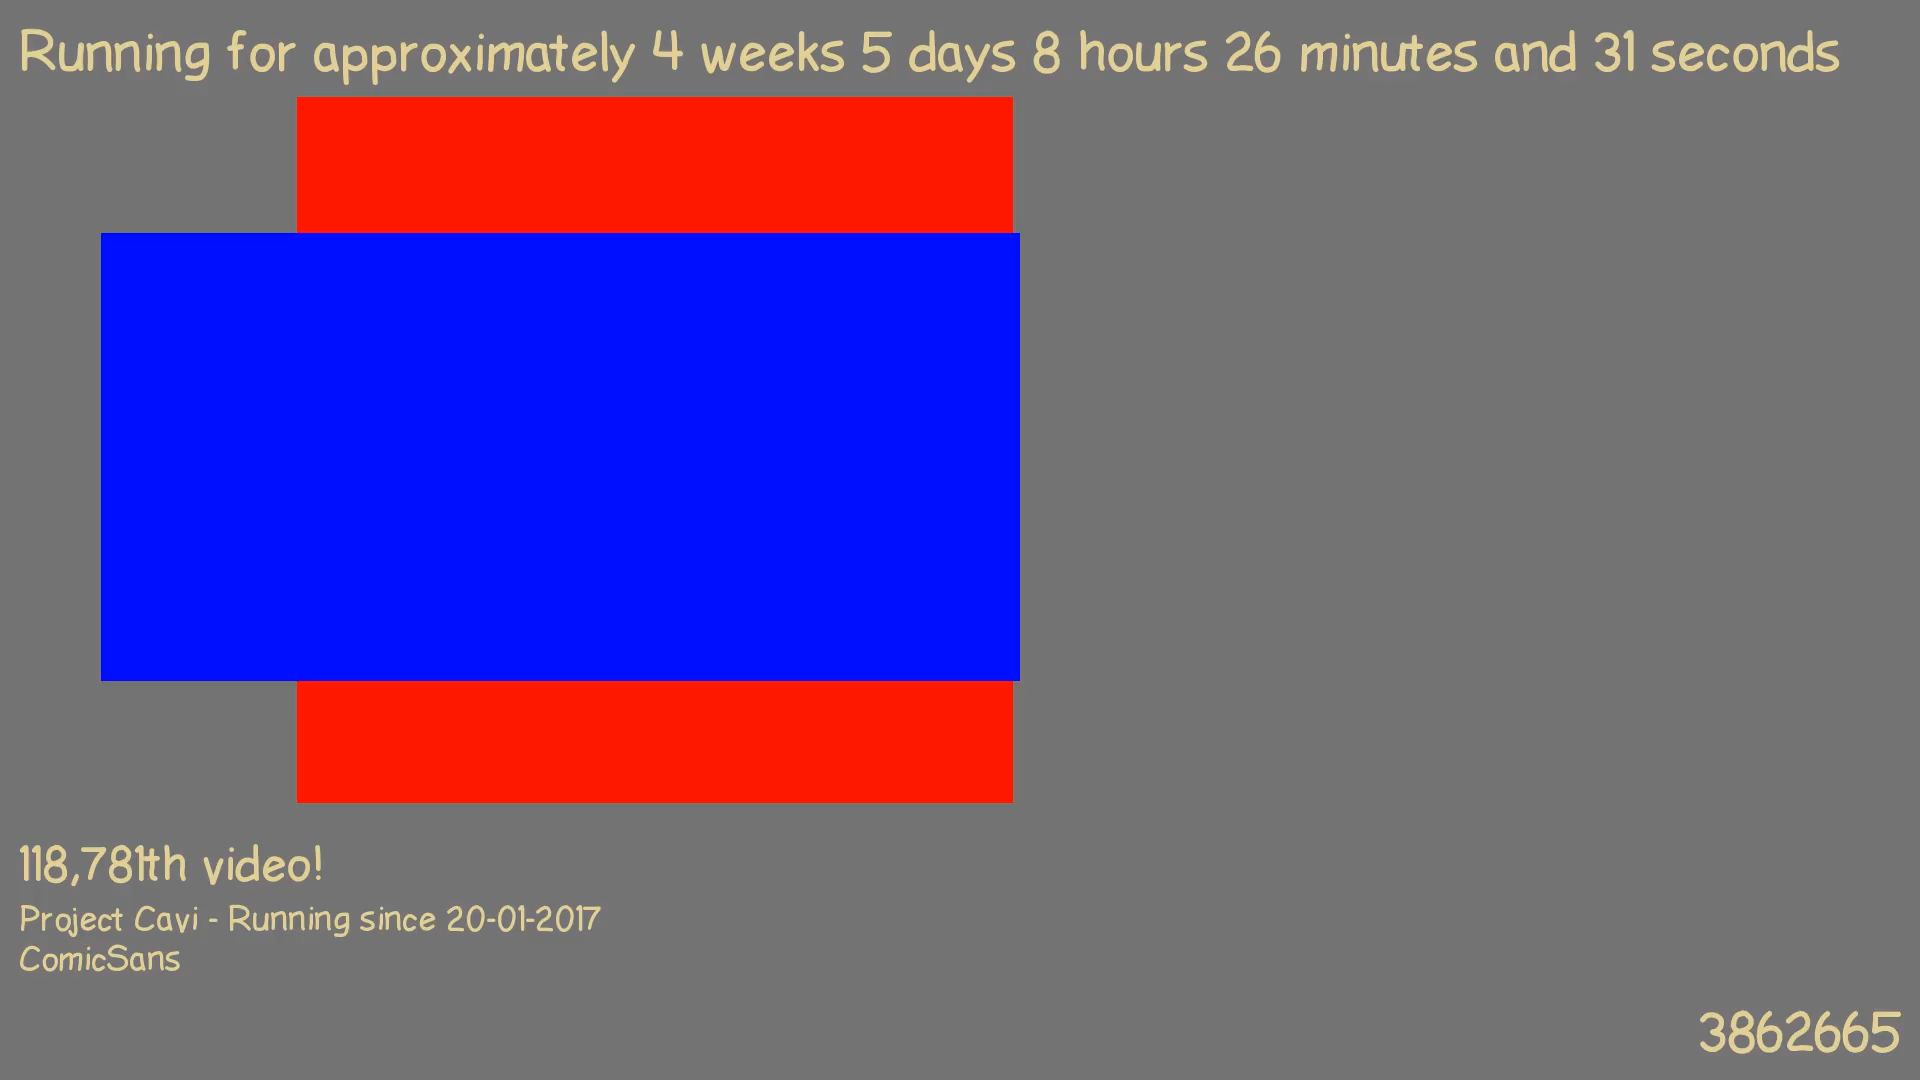 Running for approximately 4 weeks 5 days 8 hours 26 minutes and 31 seconds
118,781th video!
Project Cavi - Running since 20-01-2017
ComicSans
3862665